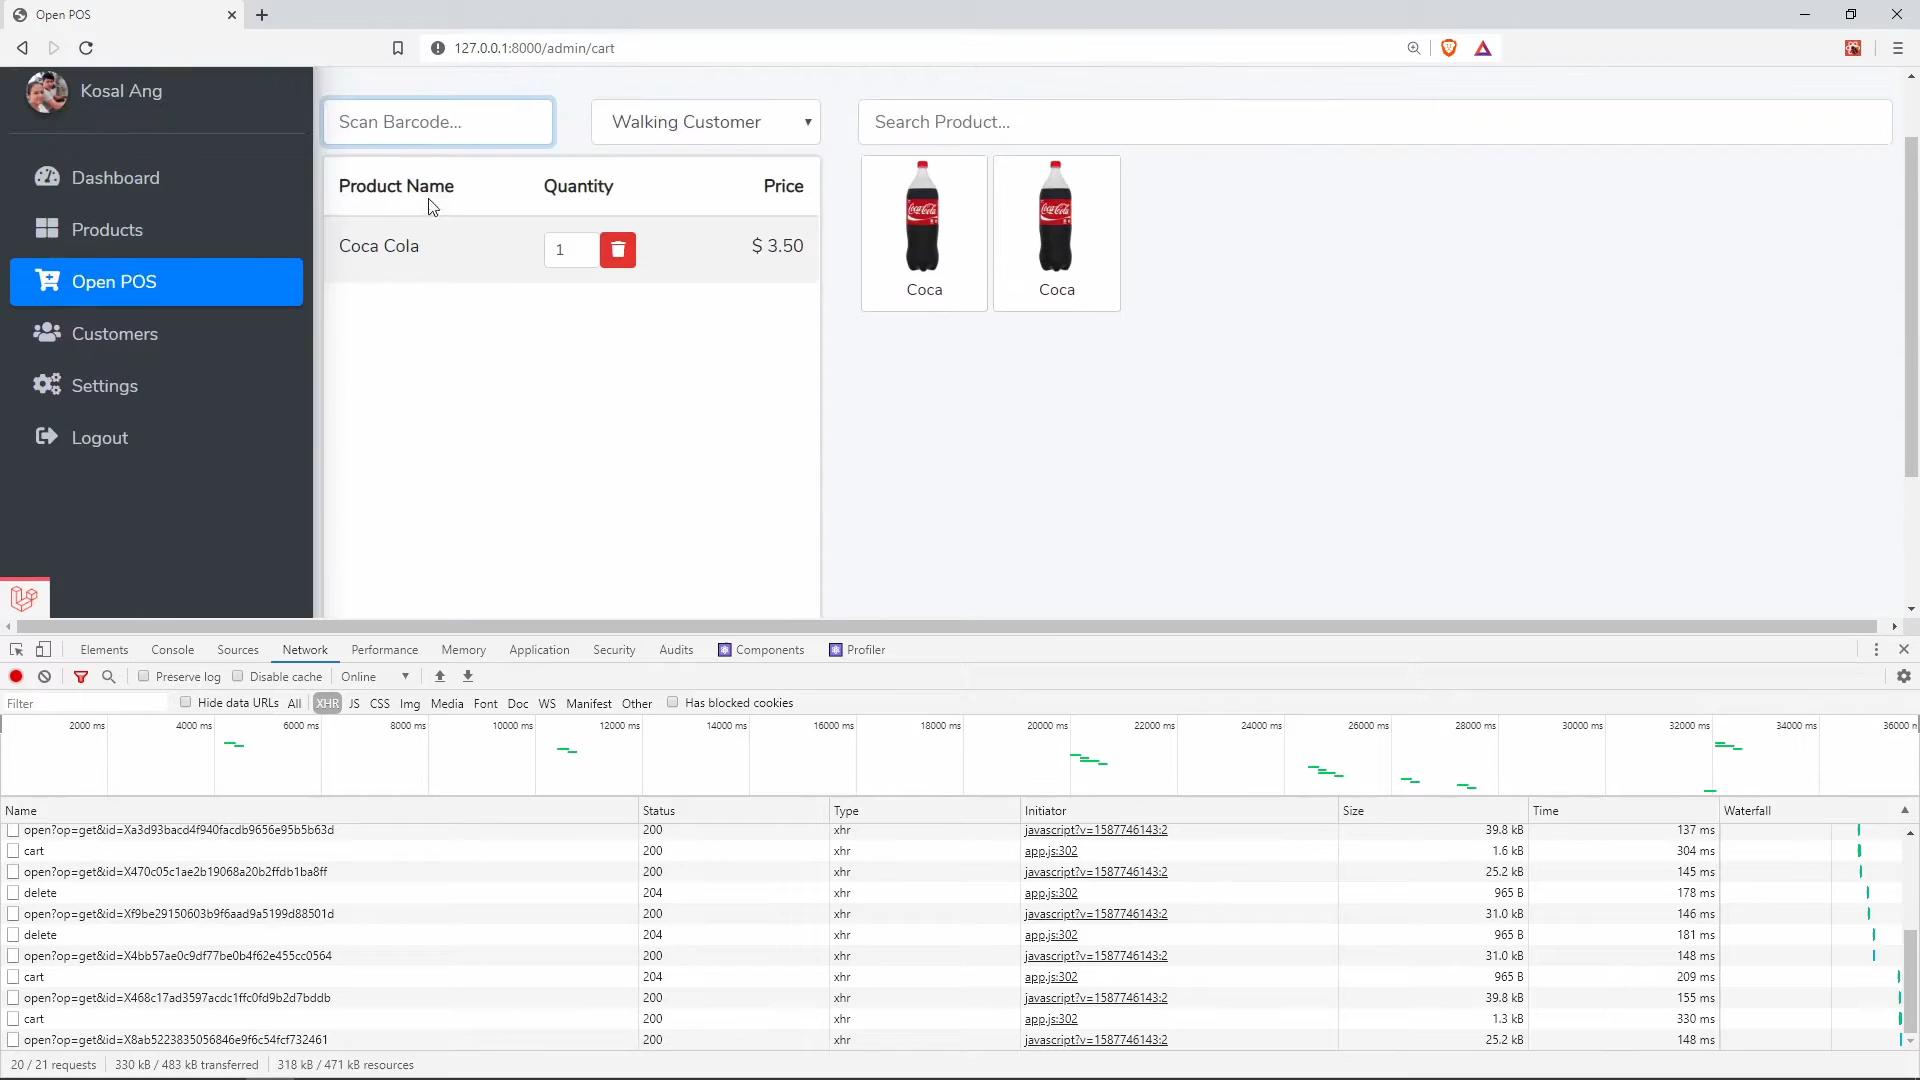 Open POS
127.0.0.1:8000/admin/cart
Kosal Ang
Dashboard
Products
Open POS
Customers
Settings
Logout
Scan Barcode...
Walking Customer
Search Product...
Product Name Quantity Price
Coca Cola 1 $ 3.50
Coca-Cola
Coca-Cola
Coca
Coca
Elements Console Sources Network Performance Memory Application Security Audits Components Profiler
Preserve log Disable cache Online
Filter Hide data URLs All XHR JS CSS Img Media Font Doc WS Manifest Other Has blocked cookies
2000 ms 4000 ms 6000 ms 8000 ms 10000 ms 12000 ms 14000 ms 16000 ms 18000 ms 20000 ms 22000 ms 24000 ms 26000 ms 28000 ms 30000 ms 32000 ms 34000 ms 36000 n
Name Status Type Initiator Size Time Waterfall
open?op=get&id=Xa3d93bacd4f940facdb9656e95b5b63d 200 xhr javascript?v=1587746143:2 39.8 kB 137 ms
cart 200 xhr app.js:302 1.6 kB 304 ms
open?op=get&id=X470c05c1ae2b19068a20b2ffdb1ba8ff 200 xhr javascript?v=1587746143:2 25.2 kB 145 ms
delete 204 xhr app.js:302 965 B 178 ms
open?op=get&id=Xf9be29150603b9f6aad9a5199d88501d 200 xhr javascript?v=1587746143:2 31.0 kB 146 ms
delete 204 xhr app.js:302 965 B 181 ms
open?op=get&id=X4bb57ae0c9df77be0b4f62e455cc0564 200 xhr javascript?v=1587746143:2 31.0 kB 148 ms
cart 204 xhr app.js:302 965 B 209 ms
open?op=get&id=X468c17ad3597acdc1ffc0fd9b2d7bddb 200 xhr javascript?v=1587746143:2 39.8 kB 155 ms
cart 200 xhr app.js:302 1.3 kB 330 ms
open?op=get&id=X8ab5223835056846e9f6c54fcf732461 200 xhr javascript?v=1587746143:2 25.2 kB 148 ms
20 / 21 requests 330 kB / 483 kB transferred 318 kB / 471 kB resources